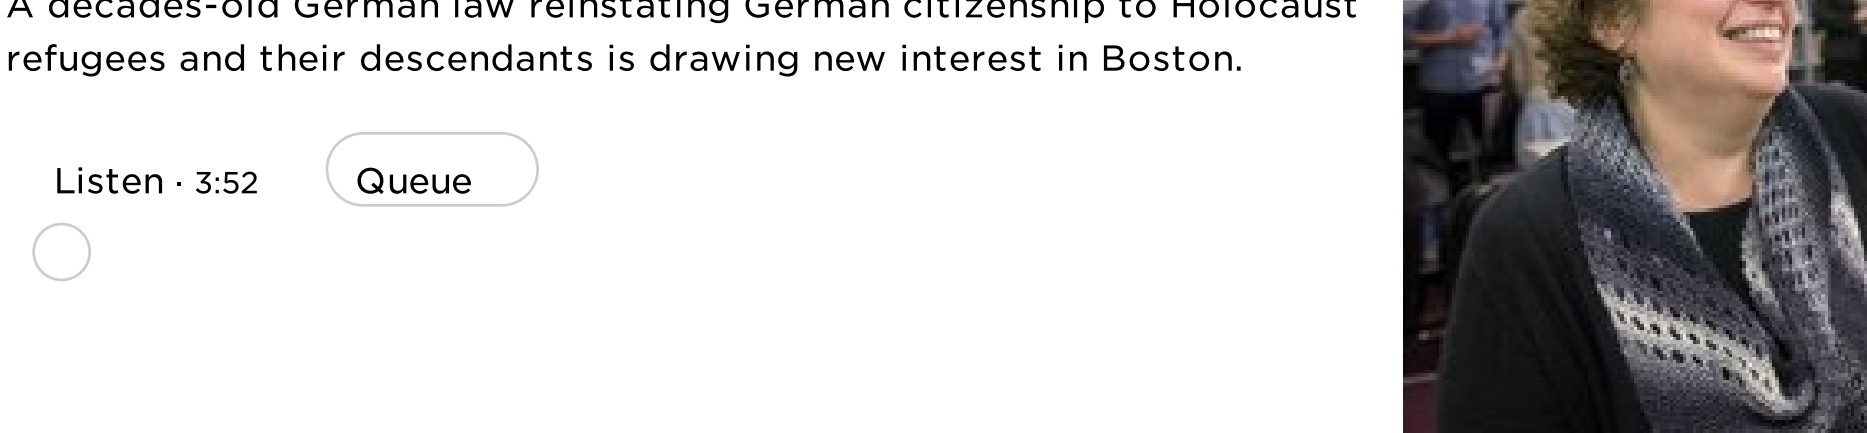 A decades-old German law reinstating German citizenship to Holocaust
refugees and their descendants is drawing new interest in Boston.
Listen · 3:52
Queue